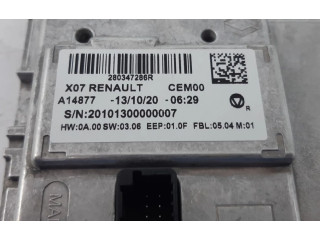 280347286R
X07 RENAULT CEM00
A14877 -13/10/20 -06:29
S/N:20101300000007
R
HW:0A.00 SW:03.06 EEP:01.0F FBL:05.04 M:01
MA